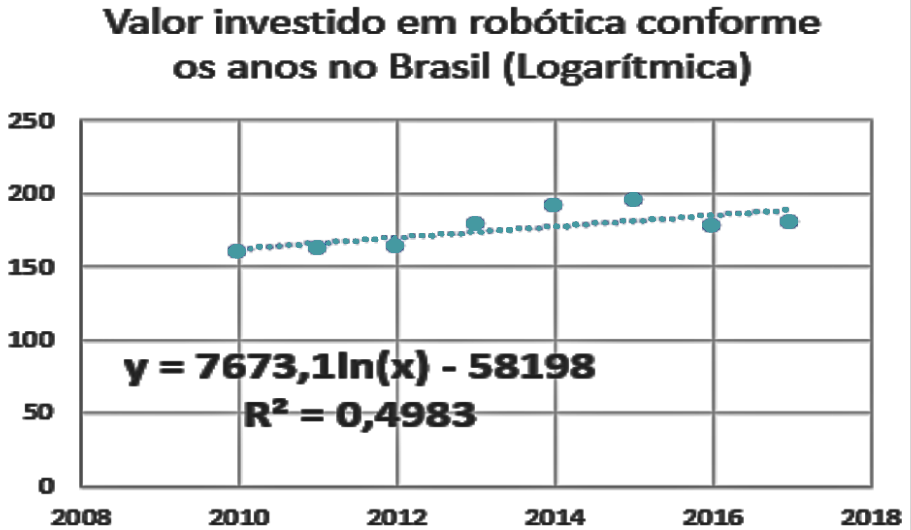 Valor investido em robótica conforme
os anos no Brasil (Logarítmica)
250
200
150
100
y = 7673,1ln(x) - 58198
50
R² = 0,4983
0
2008 2010 2012 2014 2016 2018